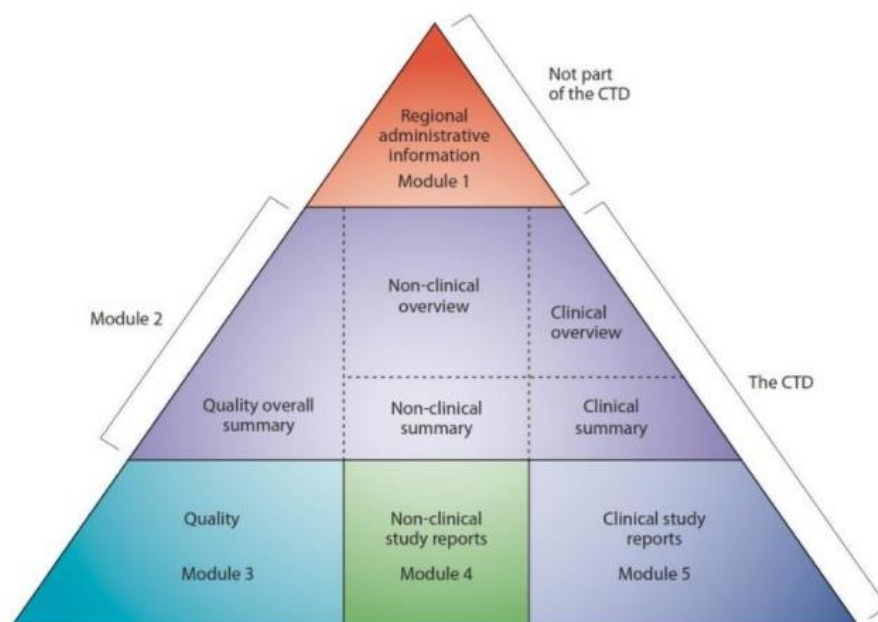 Not part
of the CTD
Regional
administrative
information
Module 1
Module 2
Non-clinical
overview
Clinical
overview
The CTD
Quality overall
summary
Non-clinical
summary
Clinical
summary
Quality
Module 3
Non-clinical
study reports
Module 4
Clinical study
reports
Module 5